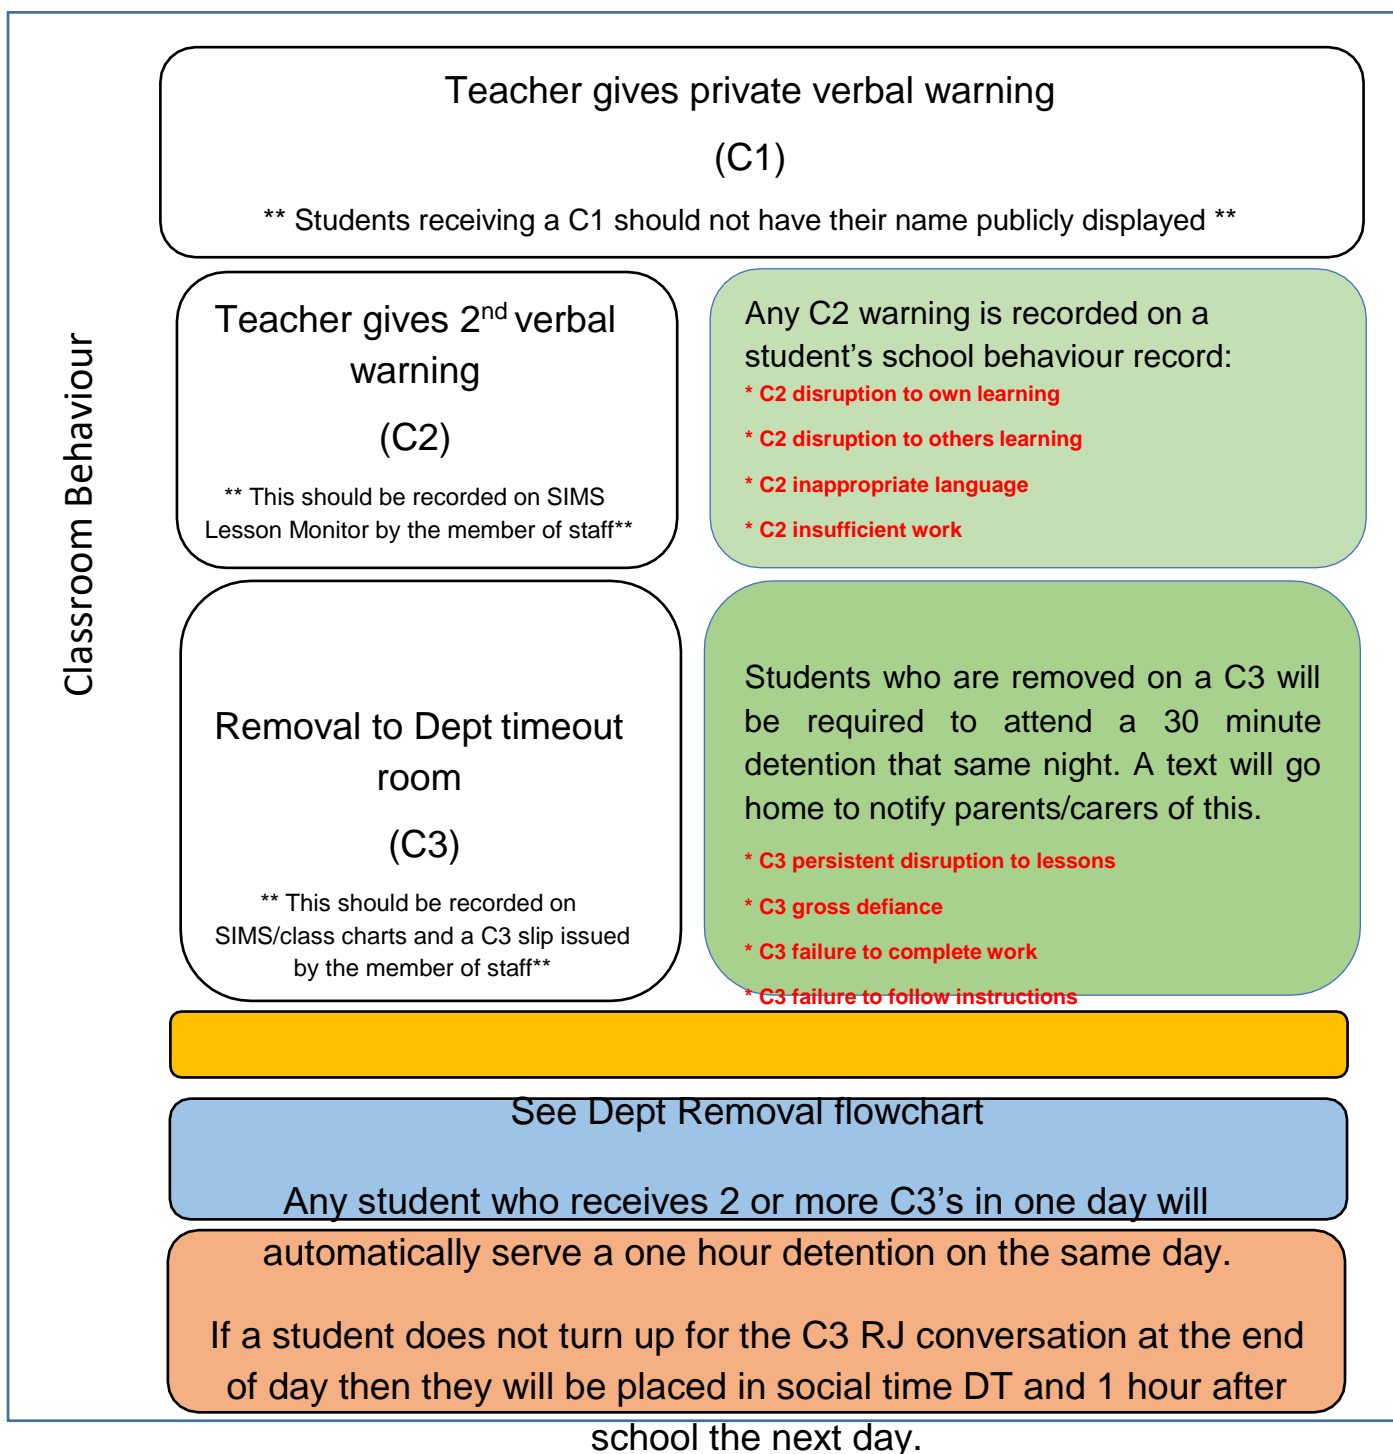 Classroom Behaviour
Teacher gives private verbal warning
(C1)
** Students receiving a C1 should not have their name publicly displayed **
Teacher gives 2nd verbal
warning
(C2)
** This should be recorded on SIMS
Lesson Monitor by the member of staff**
Any C2 warning is recorded on a
student’s school behaviour record:
* C2 disruption to own learning
* C2 disruption to others learning
* C2 inappropriate language
* C2 insufficient work
Removal to Dept timeout
room
(C3)
** This should be recorded on
SIMS/class charts and a C3 slip issued
by the member of staff**
Students who are removed on a C3 will
be required to attend a 30 minute
detention that same night. A text will go
home to notify parents/carers of this.
* C3 persistent disruption to lessons
* C3 gross defiance
* C3 failure to complete work
* C3 failure to follow instructions
See Dept Removal flowchart
Any student who receives 2 or more C3’s in one day will
automatically serve a one hour detention on the same day.
If a student does not turn up for the C3 RJ conversation at the end
of day then they will be placed in social time DT and 1 hour after
school the next day.